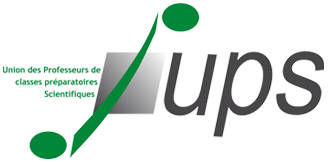 Union des Professeurs de
classes préparatoires
Scientifiques
ups